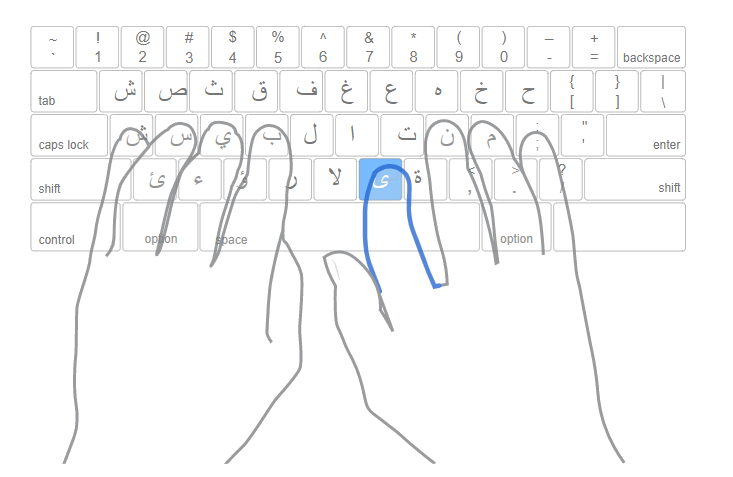 ~ ! @ # $ % ^ & * ( ) – +
` 1 2 3 4 5 6 7 8 9 0 - = backspace
tab ش ص ث ق ف غ ع ه خ ح { [ } ] | \
caps lock ش س ي ب ل ا ت ن م : ; " ' enter
shift ئ ء ؤ ر لا ى ة < , > . ? / shift
control option space option